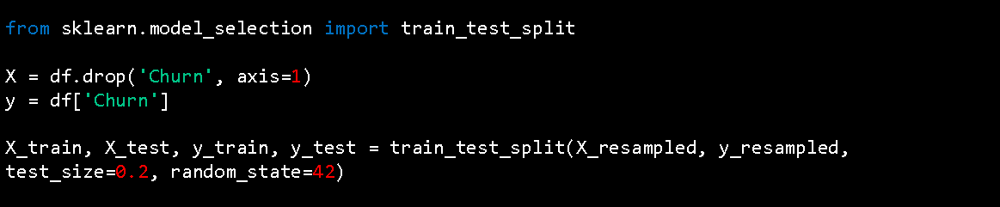 from sklearn.model_selection import train_test_split
X = df.drop('Churn', axis=1)
y = df['Churn']
X_train, X_test, y_train, y_test = train_test_split(X_resampled, y_resampled,
test_size=0.2, random_state=42)